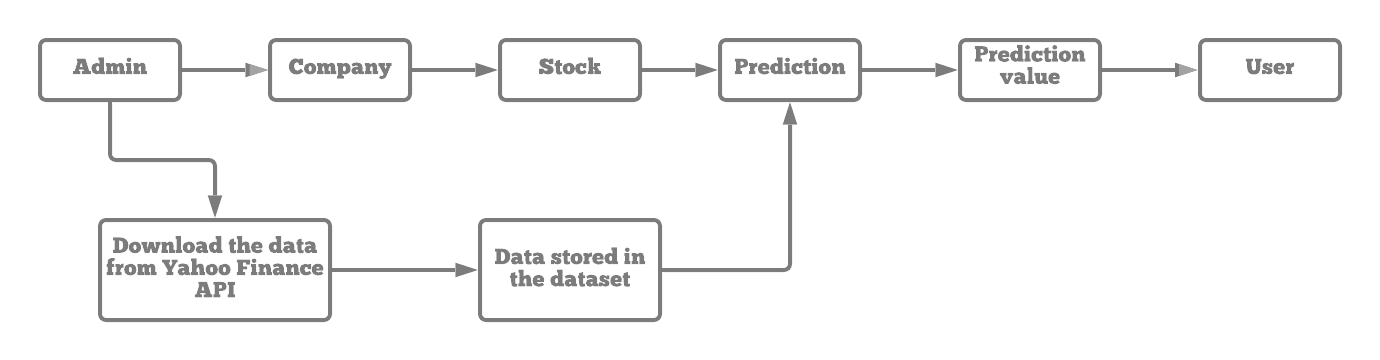 Admin
Company
Stock
Prediction
Prediction
value
User
Download the data
from Yahoo Finance
API
Data stored in
the dataset